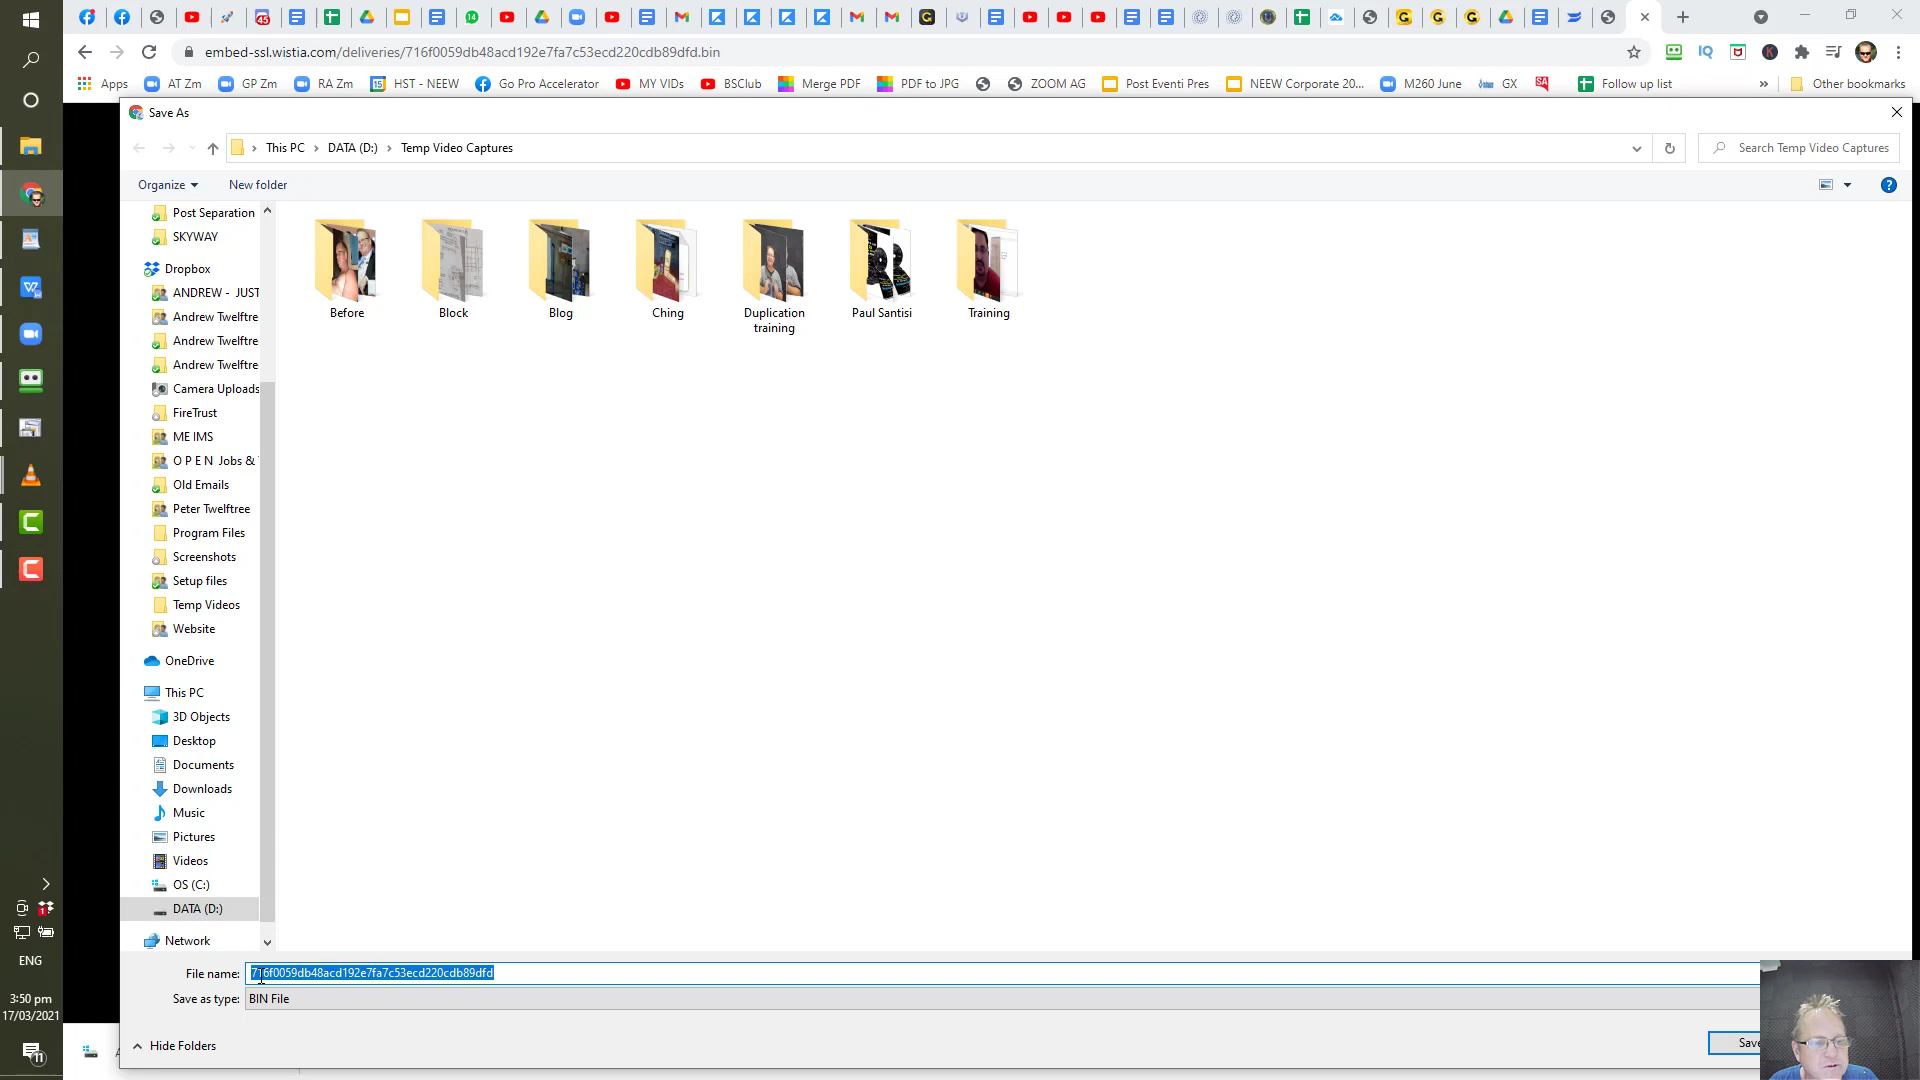 45
14
embed-ssl.wistia.com/deliveries/716f0059db48acd192e7fa7c53ecd220cdb89dfd.bin
Apps
AT Zm
GP Zm
RA Zm
15
HST - NEEW
Go Pro Accelerator
MY VIDs
BSClub
Merge PDF
PDF to JPG
ZOOM AG
Post Eventi Pres
NEEW Corporate 20...
M260 June
GX
SA
Follow up list
»
Other bookmarks
Save As
This PC > DATA (D:) > Temp Video Captures
Search Temp Video Captures
Organize
New folder
Post Separation
SKYWAY
Dropbox
ANDREW - JUST
Andrew Twelftre
Andrew Twelftre
Andrew Twelftre
Camera Uploads
FireTrust
ME IMS
O P E N Jobs &
Old Emails
Peter Twelftree
Program Files
Screenshots
Setup files
Temp Videos
Website
OneDrive
This PC
3D Objects
Desktop
Documents
Downloads
Music
Pictures
Videos
OS (C:)
DATA (D:)
Network
Before
Block
Blog
Ching
Duplication
training
Paul Santisi
Training
File name: 716f0059db48acd192e7fa7c53ecd220cdb89dfd
Save as type: BIN File
Hide Folders
Save
ENG
3:50 pm
17/03/2021
11